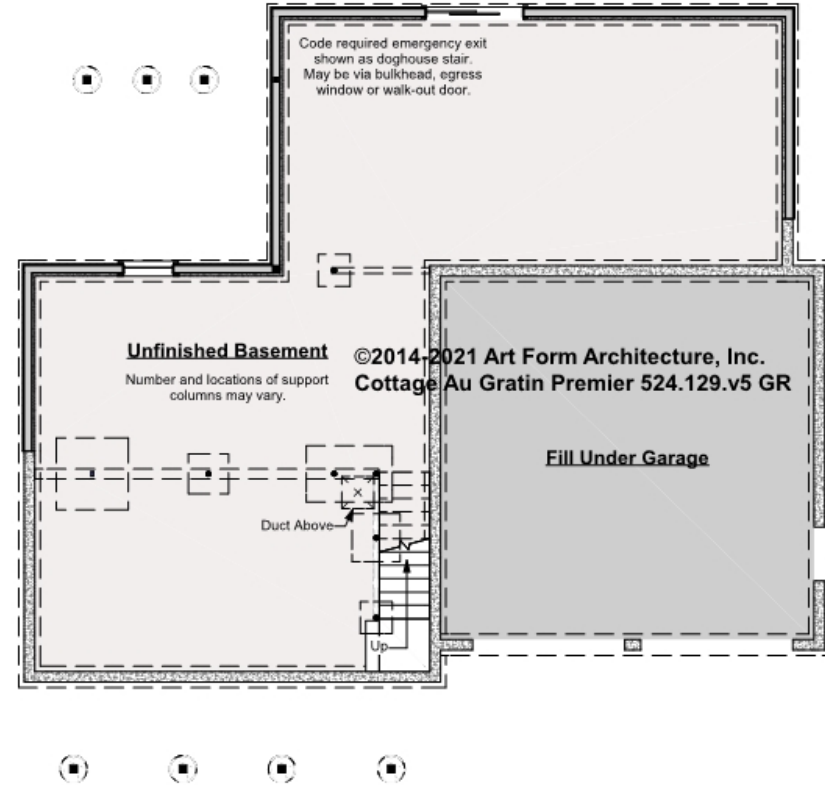 Code required emergency exit
shown as doghouse stair.
May be via bulkhead, egress
window or walk-out door.
Unfinished Basement
Number and locations of support
columns may vary.
©2014-2021 Art Form Architecture, Inc.
Cottage Au Gratin Premier 524.129.v5 GR
Fill Under Garage
Duct Above
Up